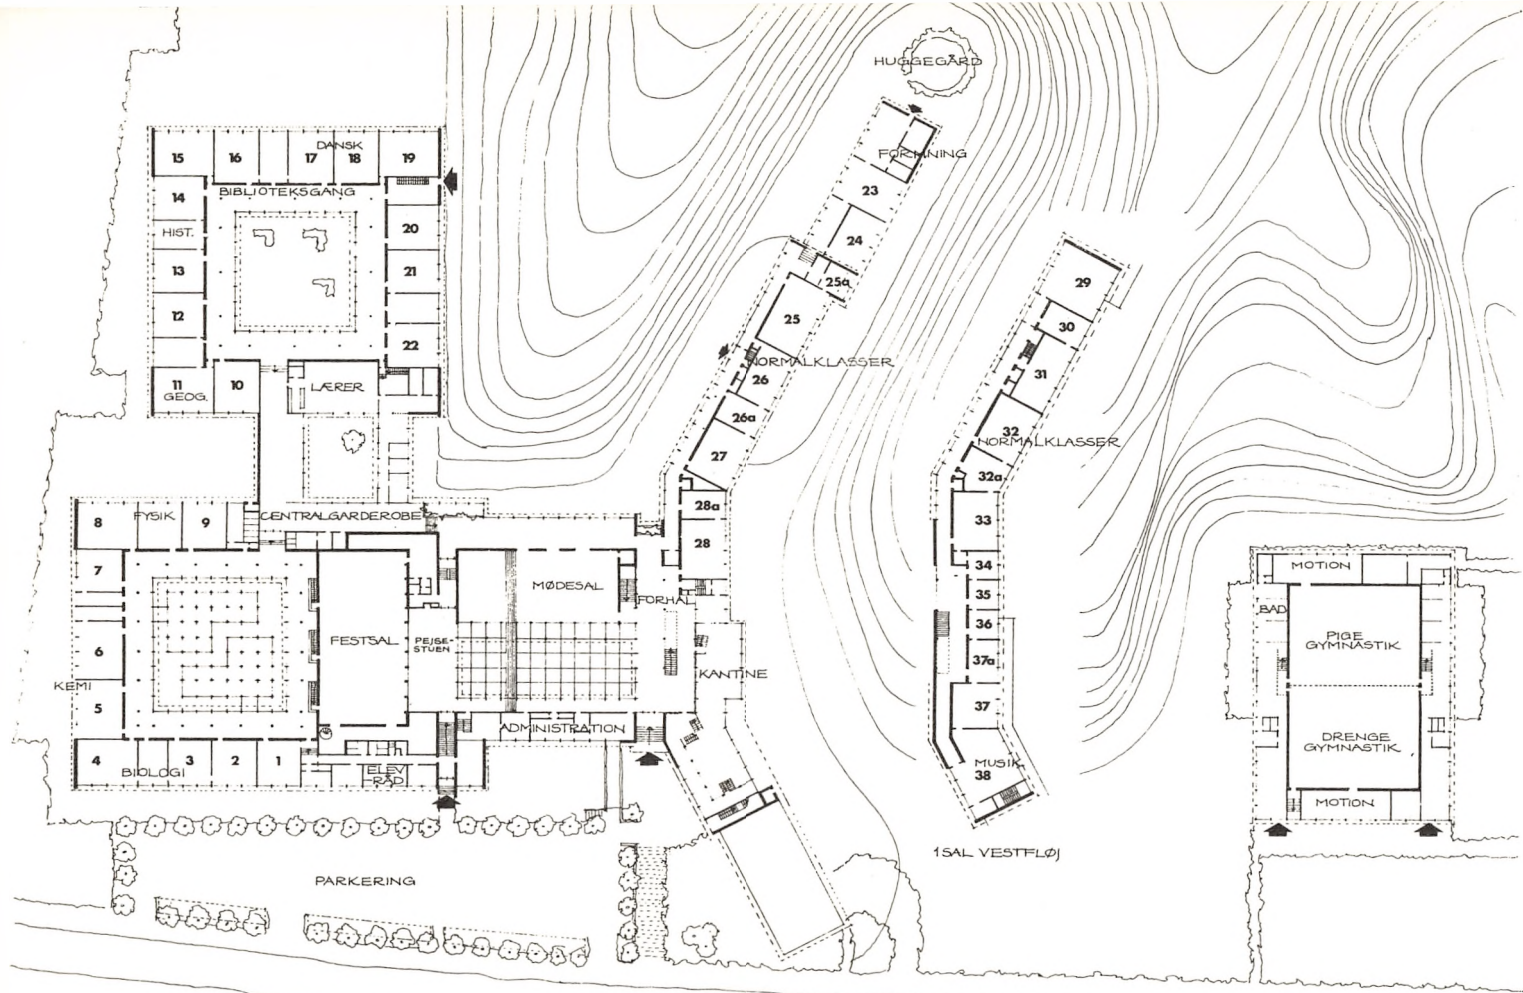 HUGGEGÅRD
FORMNING
23
24
25a
25
NORMALKLASSER
26
26a
27
28a
28
15
16
17
DANSK
18
19
BIBLIOTEKSGANG
14
HIST.
13
12
11
GEOG.
10
LÆRER
20
21
22
8
FYSIK
9
CENTRALGARDEROBE
7
6
KEMI
5
4
BIOLOGI
3
2
1
FESTSAL
PEJSE-
STUEN
MØDESAL
FORHAL
KANTINE
ADMINISTRATION
ELEV
-RÅD
PARKERING
29
30
31
32
NORMALKLASSER
32a
33
34
35
36
37a
37
MUSIK
38
1SAL VESTFLØJ
MOTION
BAD
PIGE
GYMNASTIK
DRENGE
GYMNASTIK
MOTION